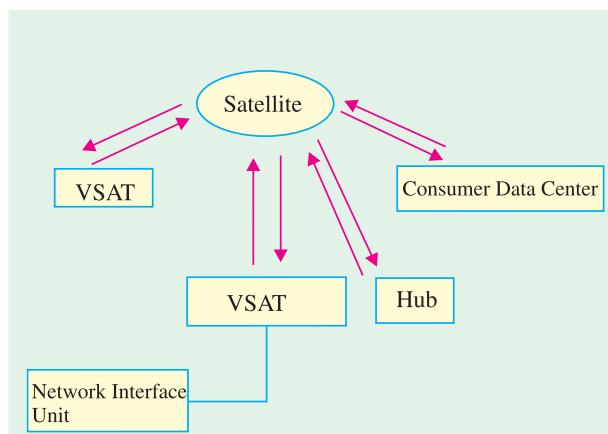 Satellite
VSAT
Consumer Data Center
VSAT
Hub
Network Interface
Unit